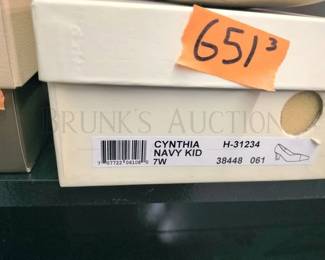 651³
BRUNK'S AUCTION
CYNTHIA H-31234
NAVY KID
7W 38448 061